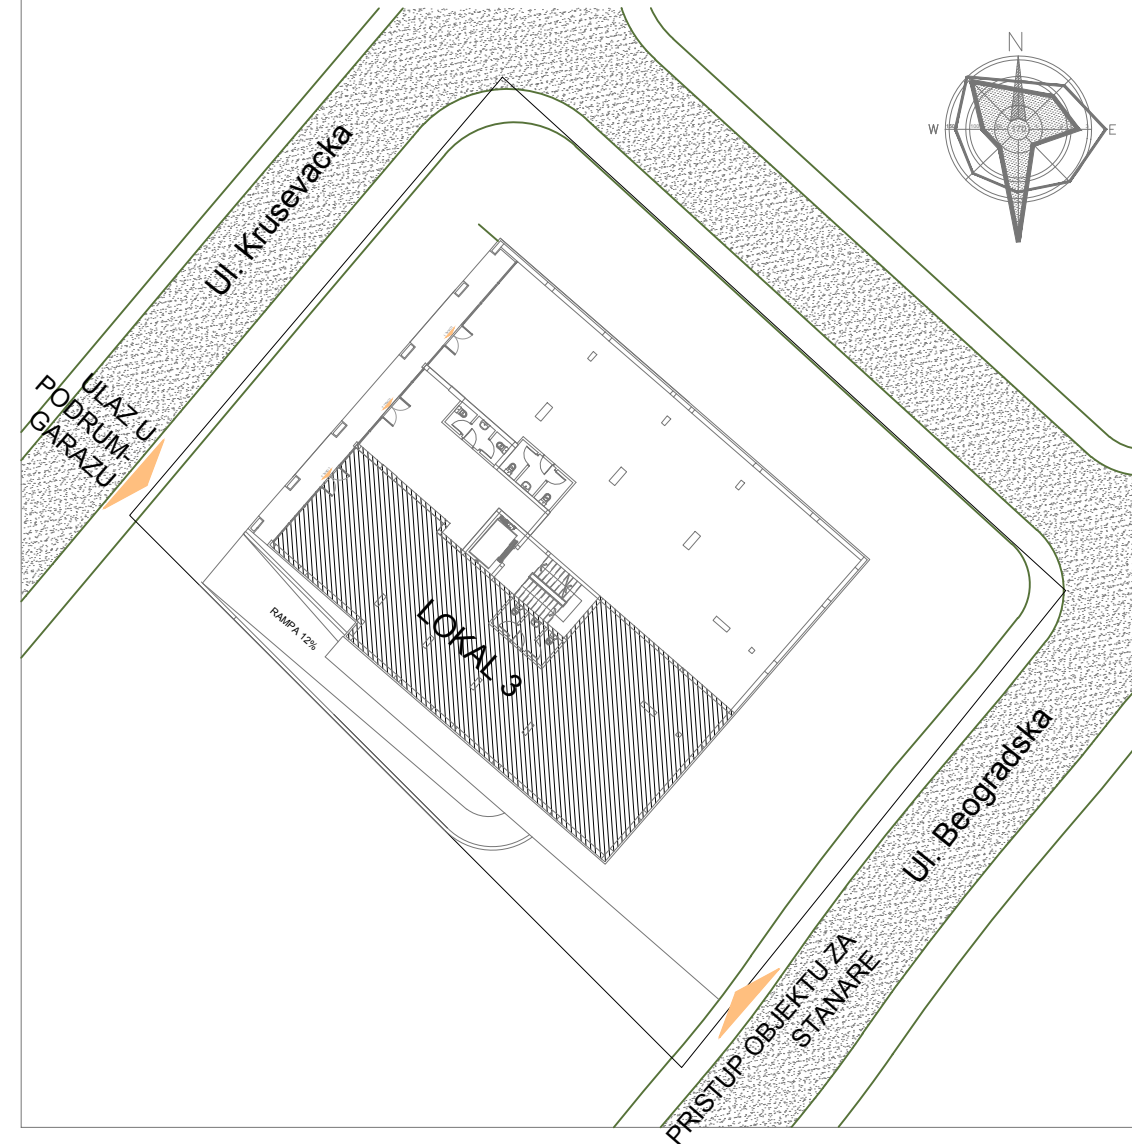 N
W
E
Ul. Krusevacka
ULAZ U
PODRUM-
GARAZU
RAMPA 12%
LOKAL 3
Ul. Beogradska
PRISTUP OBJEKTU ZA
STANARE